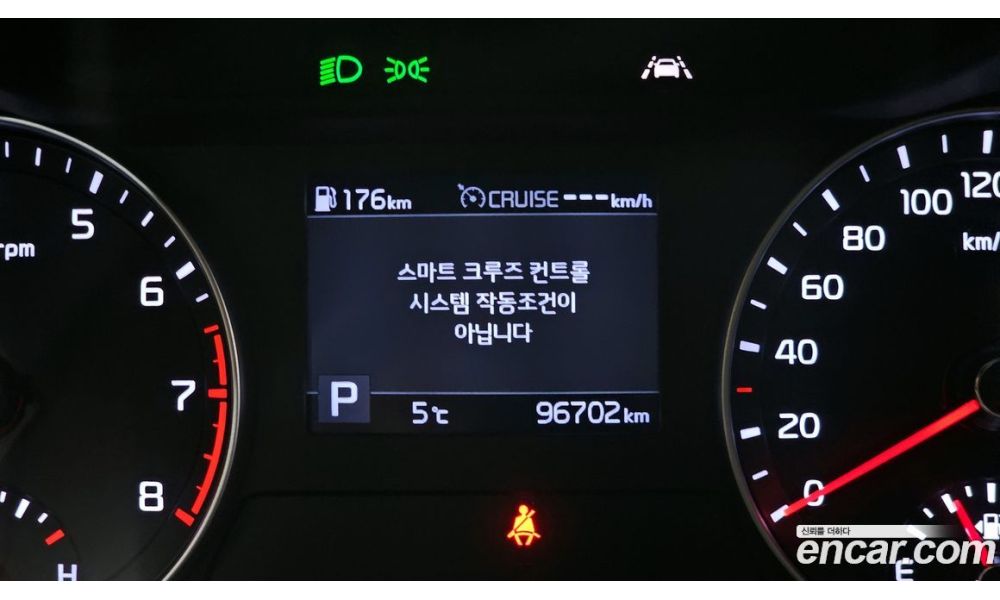 176km CRUISE ---km/h
스마트 크루즈 컨트롤
시스템 작동조건이
아닙니다
P 5℃ 96702km
rpm
5
6
7
8
H
120
100
km/
80
60
40
20
0
E
신뢰를 더하다
encar.com